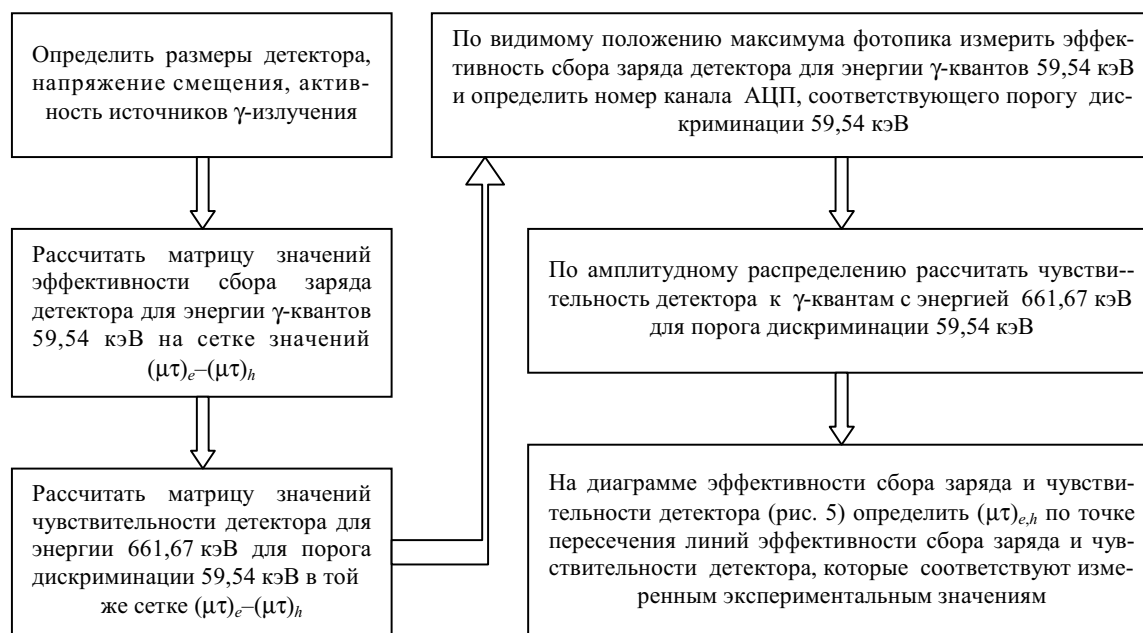 Определить размеры детектора,
напряжение смещения, актив-
ность источников γ-излучения
Рассчитать матрицу значений
эффективности сбора заряда
детектора для энергии γ-квантов
59,54 кэВ на сетке значений
(μτ)e–(μτ)h
Рассчитать матрицу значений
чувствительности детектора для
энергии 661,67 кэВ для порога
дискриминации 59,54 кэВ в той
же сетке (μτ)e–(μτ)h
По видимому положению максимума фотопика измерить эффек-
тивность сбора заряда детектора для энергии γ-квантов 59,54 кэВ
и определить номер канала АЦП, соответствующего порогу дис-
криминации 59,54 кэВ
По амплитудному распределению рассчитать чувстви--
тельность детектора к γ-квантам с энергией 661,67 кэВ
для порога дискриминации 59,54 кэВ
На диаграмме эффективности сбора заряда и чувстви-
тельности детектора (рис. 5) определить (μτ)e,h по точке
пересечения линий эффективности сбора заряда и чув-
ствительности детектора, которые соответствуют изме-
ренным экспериментальным значениям